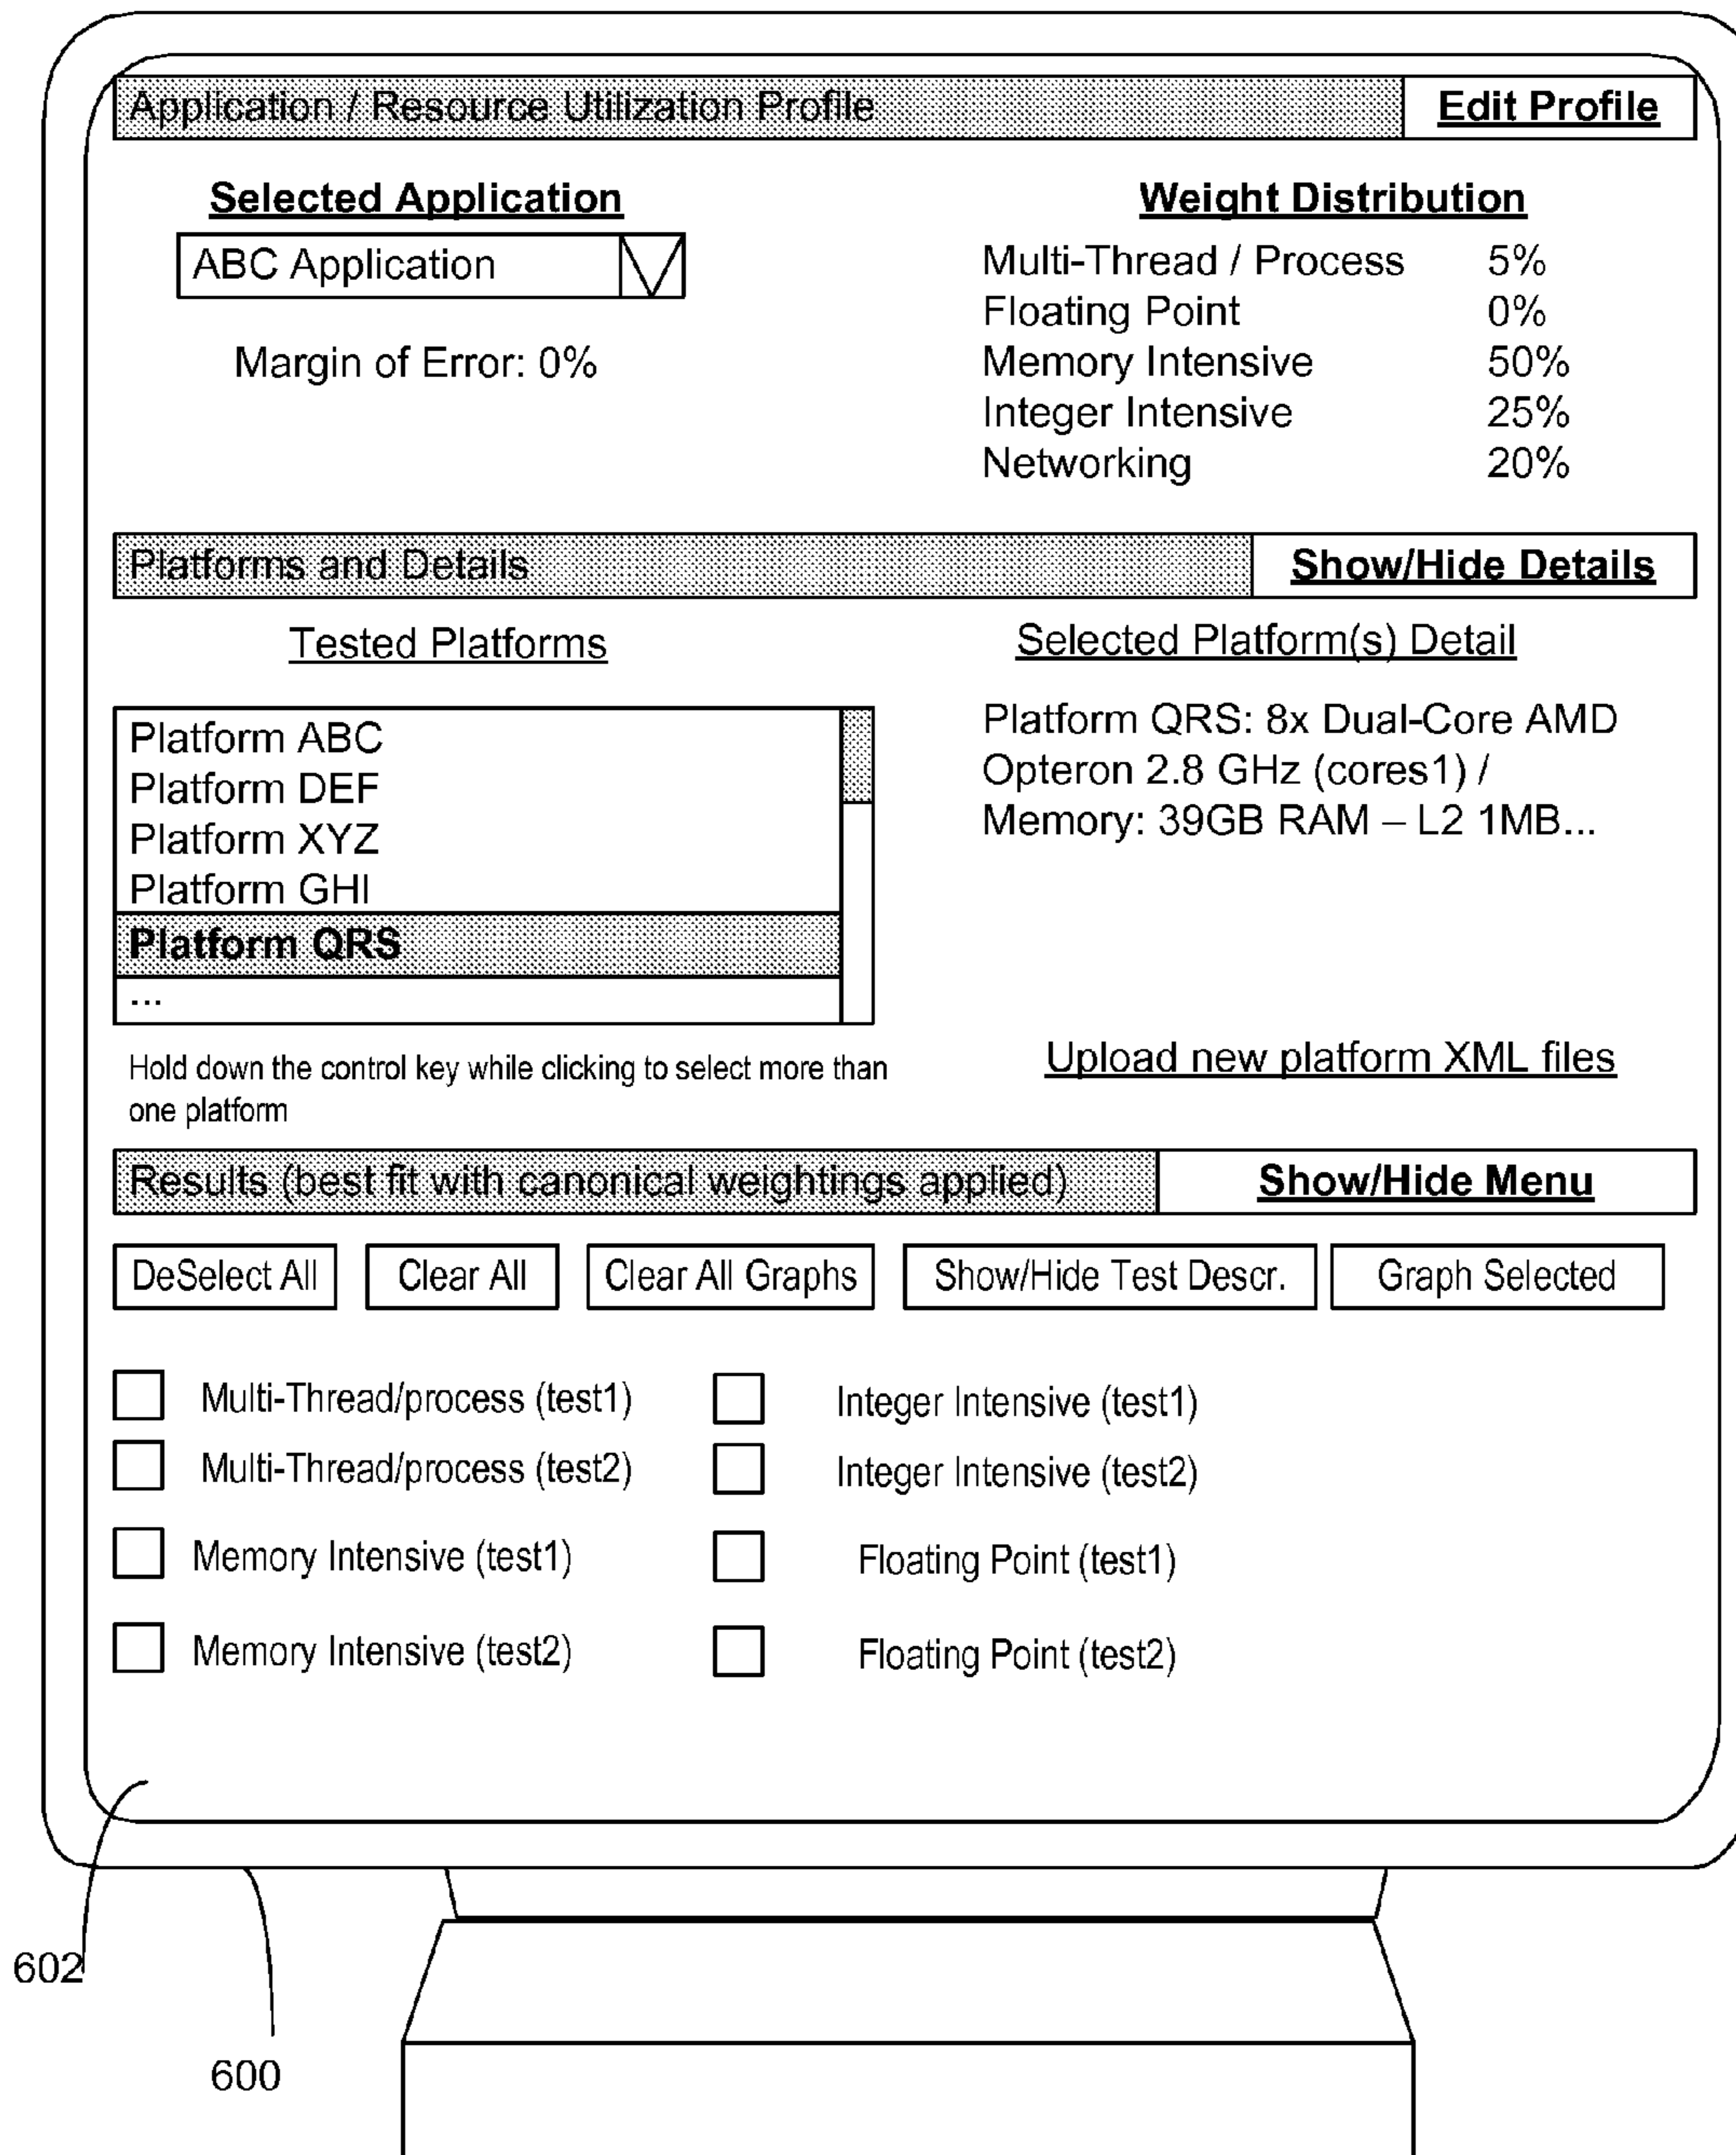 Application / Resource Utilization Profile
Edit Profile
Selected Application
ABC Application
Margin of Error: 0%
Weight Distribution
Multi-Thread / Process 5%
Floating Point 0%
Memory Intensive 50%
Integer Intensive 25%
Networking 20%
Platforms and Details
Show/Hide Details
Tested Platforms
Platform ABC
Platform DEF
Platform XYZ
Platform GHI
Platform QRS
...
Hold down the control key while clicking to select more than
one platform
Selected Platform(s) Detail
Platform QRS: 8x Dual-Core AMD
Opteron 2.8 GHz (cores1) /
Memory: 39GB RAM – L2 1MB...
Upload new platform XML files
Results (best fit with canonical weightings applied)
Show/Hide Menu
DeSelect All
Clear All
Clear All Graphs
Show/Hide Test Descr.
Graph Selected
Multi-Thread/process (test1)
Integer Intensive (test1)
Multi-Thread/process (test2)
Integer Intensive (test2)
Memory Intensive (test1)
Floating Point (test1)
Memory Intensive (test2)
Floating Point (test2)
602
600